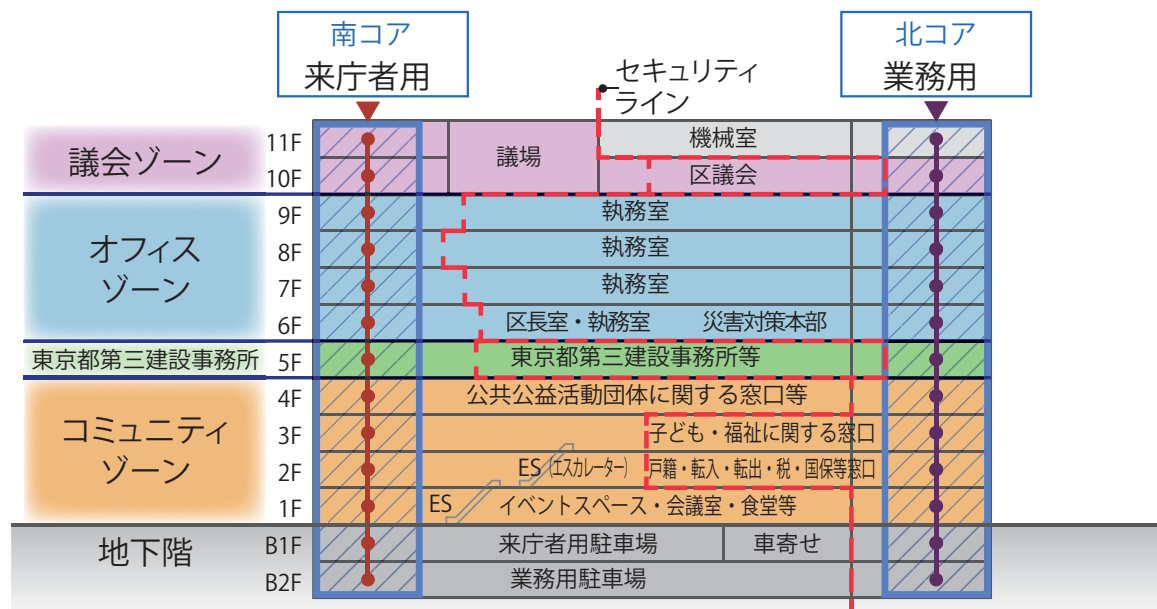 南コア
来庁者用
北コア
業務用
セキュリティ
ライン
議会ゾーン
11F
議場
機械室
10F
区議会
オフィス
ゾーン
9F
執務室
8F
執務室
7F
執務室
6F
区長室・執務室
災害対策本部
東京都第三建設事務所
5F
東京都第三建設事務所等
コミュニティ
ゾーン
4F
公共公益活動団体に関する窓口等
3F
子ども・福祉に関する窓口
2F
ES(エスカレーター)
戸籍・転入・転出・税・国保等窓口
1F
ES
イベントスペース・会議室・食堂等
地下階
B1F
来庁者用駐車場
車寄せ
B2F
業務用駐車場